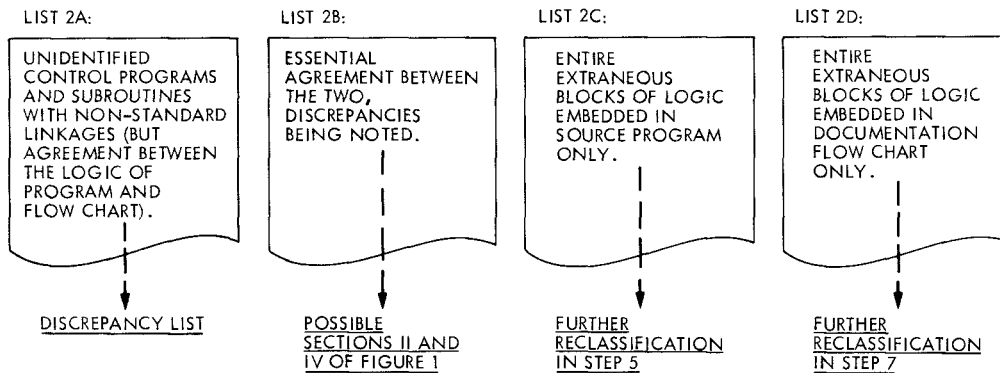 LIST 2A:
UNIDENTIFIED
CONTROL PROGRAMS
AND SUBROUTINES
WITH NON-STANDARD
LINKAGES (BUT
AGREEMENT BETWEEN
THE LOGIC OF
PROGRAM AND
FLOW CHART).
DISCREPANCY LIST
LIST 2B:
ESSENTIAL
AGREEMENT BETWEEN
THE TWO,
DISCREPANCIES
BEING NOTED.
POSSIBLE
SECTIONS II AND
IV OF FIGURE 1
LIST 2C:
ENTIRE
EXTRANEOUS
BLOCKS OF LOGIC
EMBEDDED IN
SOURCE PROGRAM
ONLY.
FURTHER
RECLASSIFICATION
IN STEP 5
LIST 2D:
ENTIRE
EXTRANEOUS
BLOCKS OF LOGIC
EMBEDDED IN
DOCUMENTATION
FLOW CHART
ONLY.
FURTHER
RECLASSIFICATION
IN STEP 7